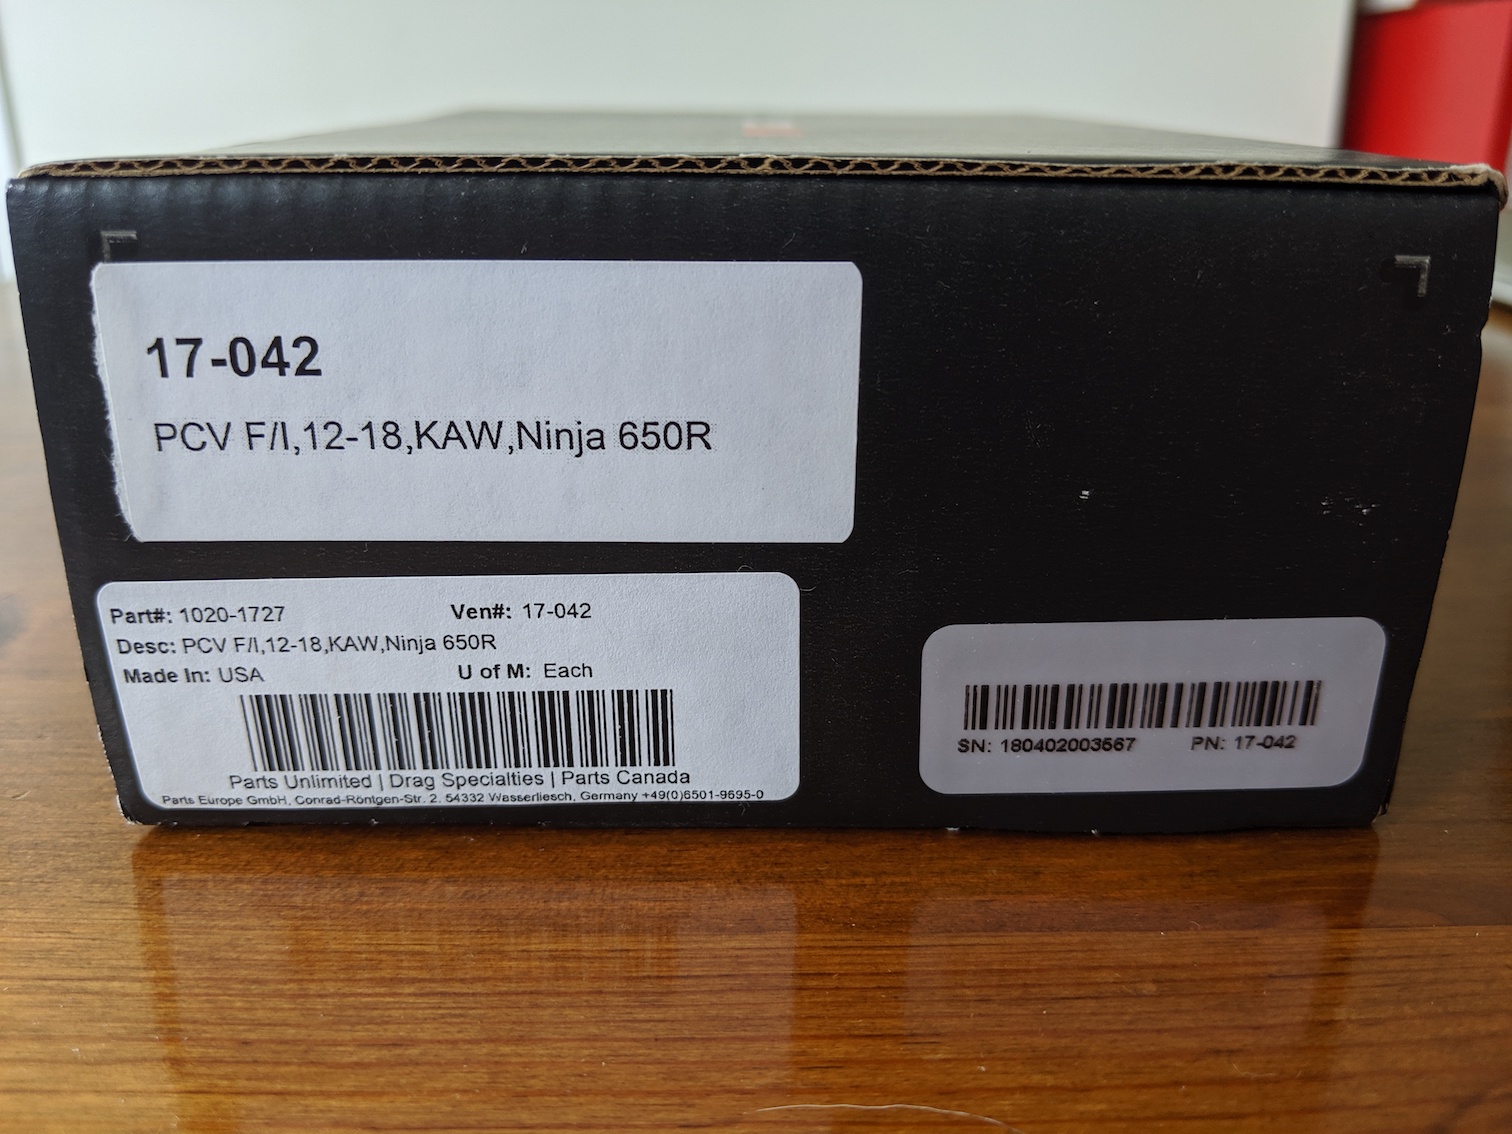 17-042
PCV F/I,12-18,KAW,Ninja 650R
Part#: 1020-1727 Ven#: 17-042
Desc: PCV F/I,12-18,KAW,Ninja 650R
Made In: USA U of M: Each
Parts Unlimited | Drag Specialties | Parts Canada
Parts Europe GmbH, Conrad-Röntgen-Str. 2, 54332 Wasserliesch, Germany +49(0)6501-9695-0
SN: 180402003567 PN: 17-042